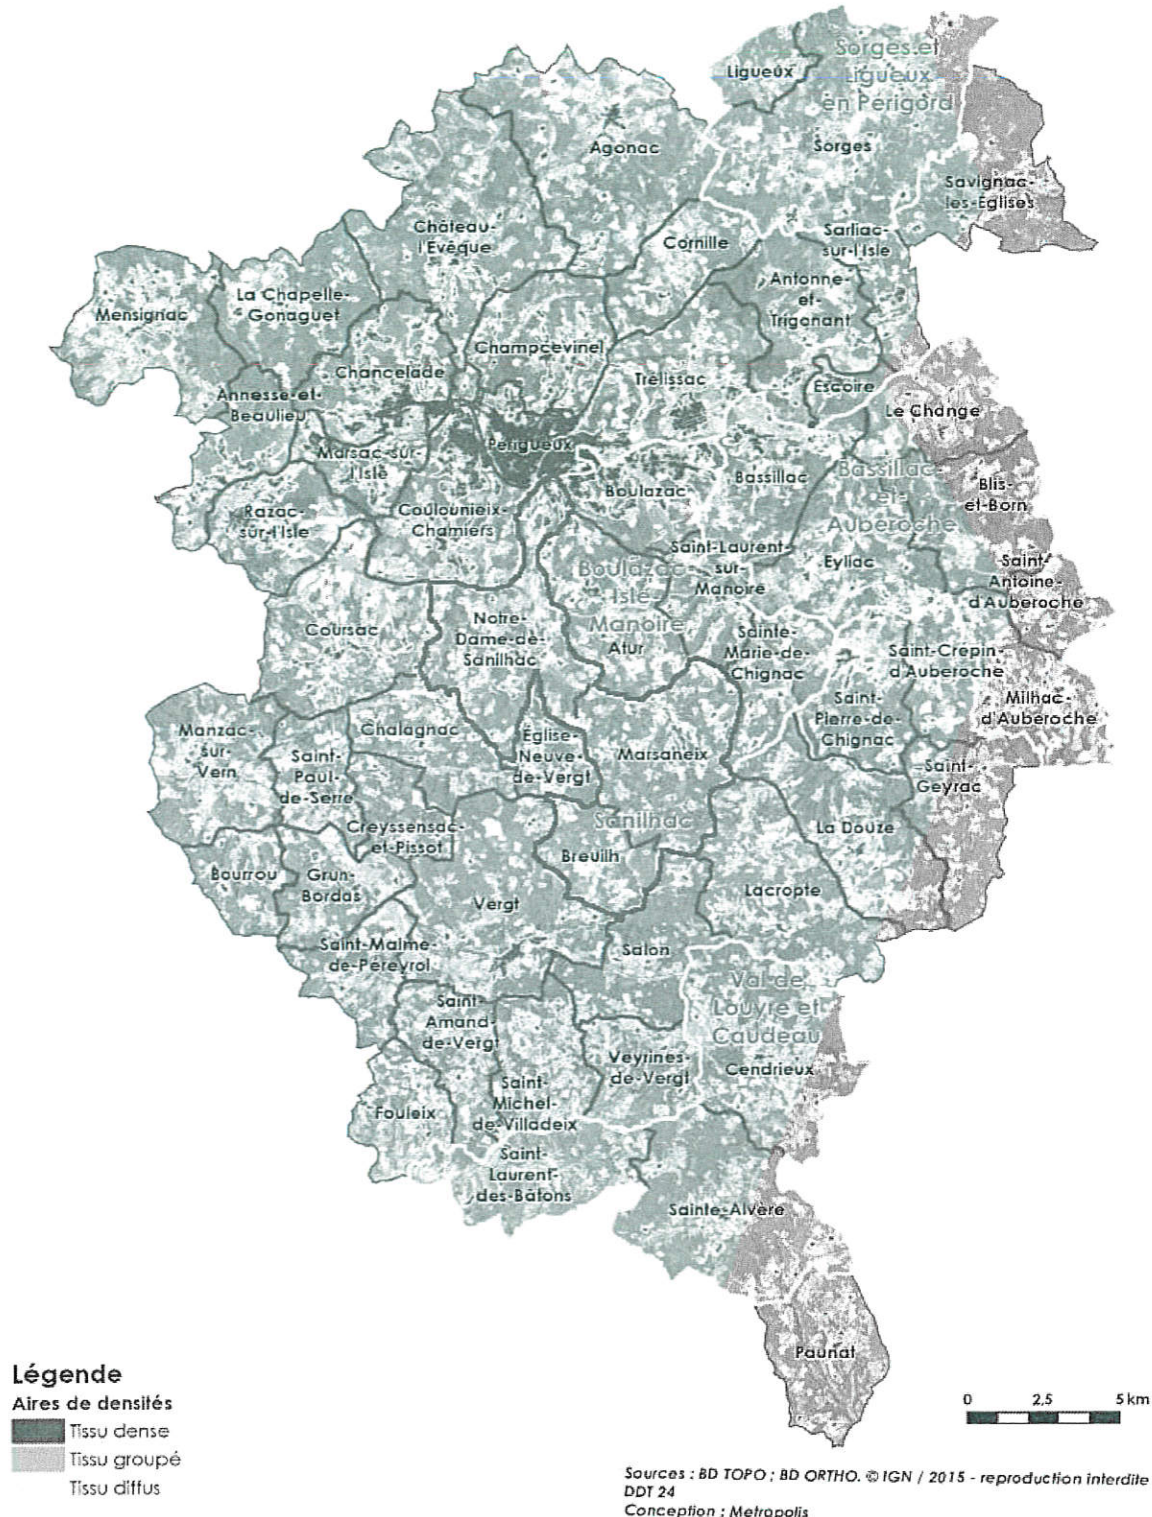 Sorges et
Ligueux
en Périgord
Ligueux
Agonac
Sorges
Savignac-
les-Églises
Château-
l'Evêque
Cornille
Sarliac-
sur-l'Isle
Antonne-
et-
Trigonant
La Chapelle-
Gonaguet
Mensignac
Champcevinel
Chancelade
Trélissac
Escoire
Annesse-et-
Beaulieu
Le Change
Périgueux
Marsac-sur-
l'Isle
Bassillac
Bassillac
et
Auberoche
Boulazac
Blis-
et-Born
Razac-
sur-l'Isle
Coulounieix-
Chamiers
Saint-Laurent-
sur-
Manoire
Eyliac
Saint-
Antoine-
d'Auberoche
Boulazac
Isle
Manoire
Atur
Coursac
Notre-
Dame-de-
Sanilhac
Sainte-
Marie-de-
Chignac
Saint-Crépin-
d'Auberoche
Milhac-
d'Auberoche
Saint-
Pierre-de-
Chignac
Manzac-
sur-
Vern
Chalagnac
Église-
Neuve-
de-Vergt
Marsaneix
Saint-
Paul-
de-Serre
Saint-
Geyrac
Sanilhac
Creyssensac-
et-Pissot
La Douze
Breuilh
Bourrou
Grun-
Bordas
Lacropte
Vergt
Saint-Maime-
de-Péreyrol
Salon
Val de
Louyre et
Caudeau
Saint-
Amand-
de-Vergt
Veyrines-
de-Vergt
Cendrieux
Saint-
Michel-
de-Villadeix
Fouleix
Saint-
Laurent-
des-Bâtons
Sainte-Alvère
Paunat
Légende
Aires de densités
Tissu dense
Tissu groupé
Tissu diffus
0 2,5 5 km
Sources : BD TOPO ; BD ORTHO. © IGN / 2015 - reproduction interdite
DDT 24
Conception : Metropolis